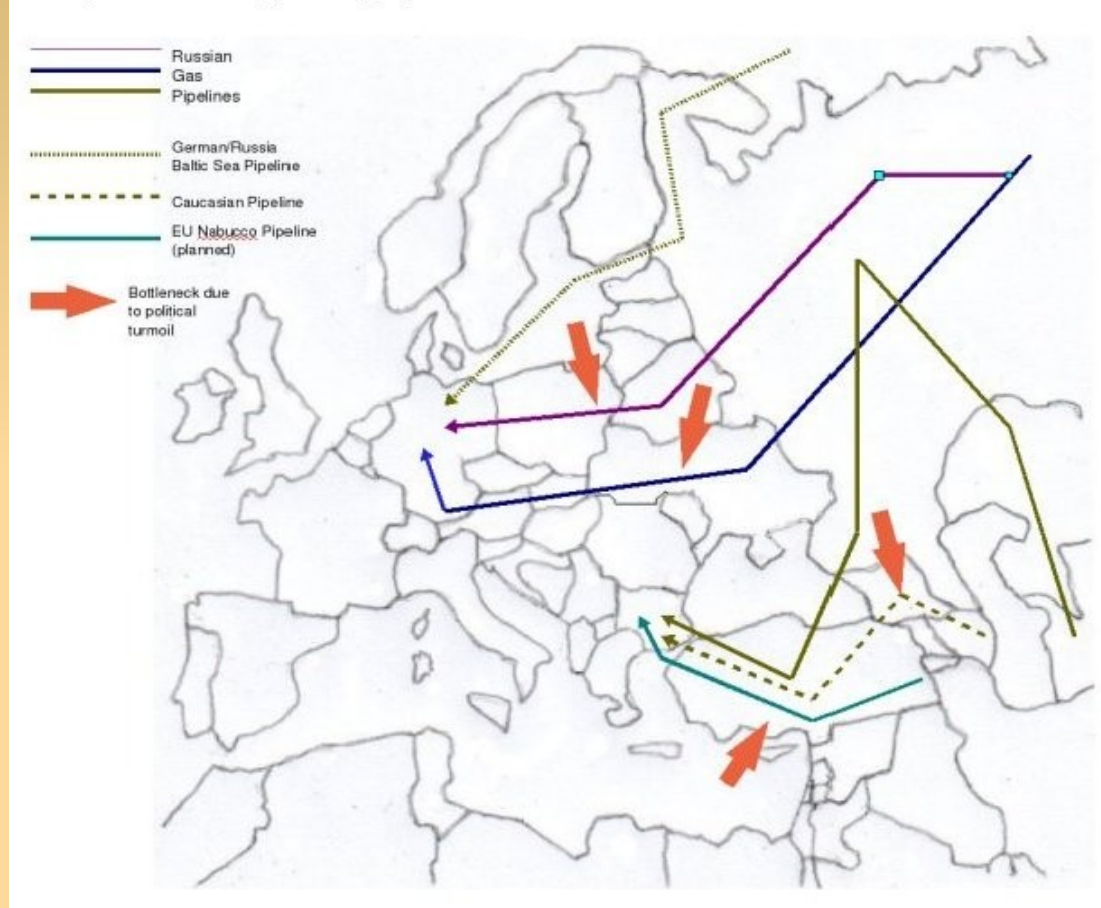 Russian
Gas
Pipelines
German/Russia
Baltic Sea Pipeline
Caucasian Pipeline
EU Nabucco Pipeline
(planned)
Bottleneck due
to political
turmoil